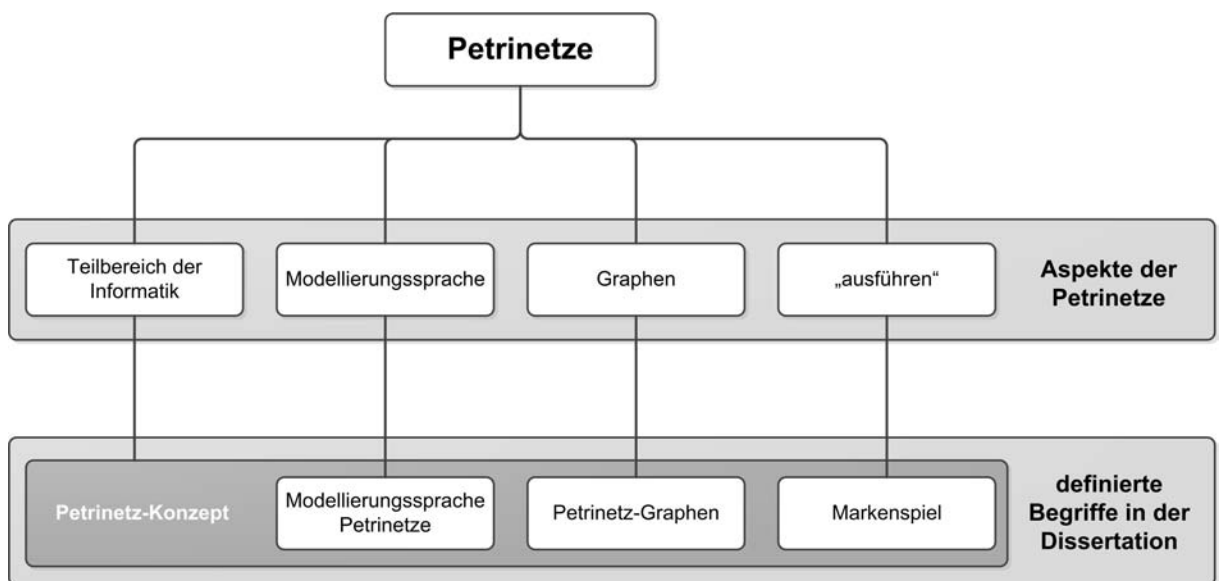 Petrinetze
Teilbereich der
Informatik
Modellierungssprache
Graphen
„ausführen“
Aspekte der
Petrinetze
Petrinetz-Konzept
Modellierungssprache
Petrinetze
Petrinetz-Graphen
Markenspiel
definierte
Begriffe in der
Dissertation